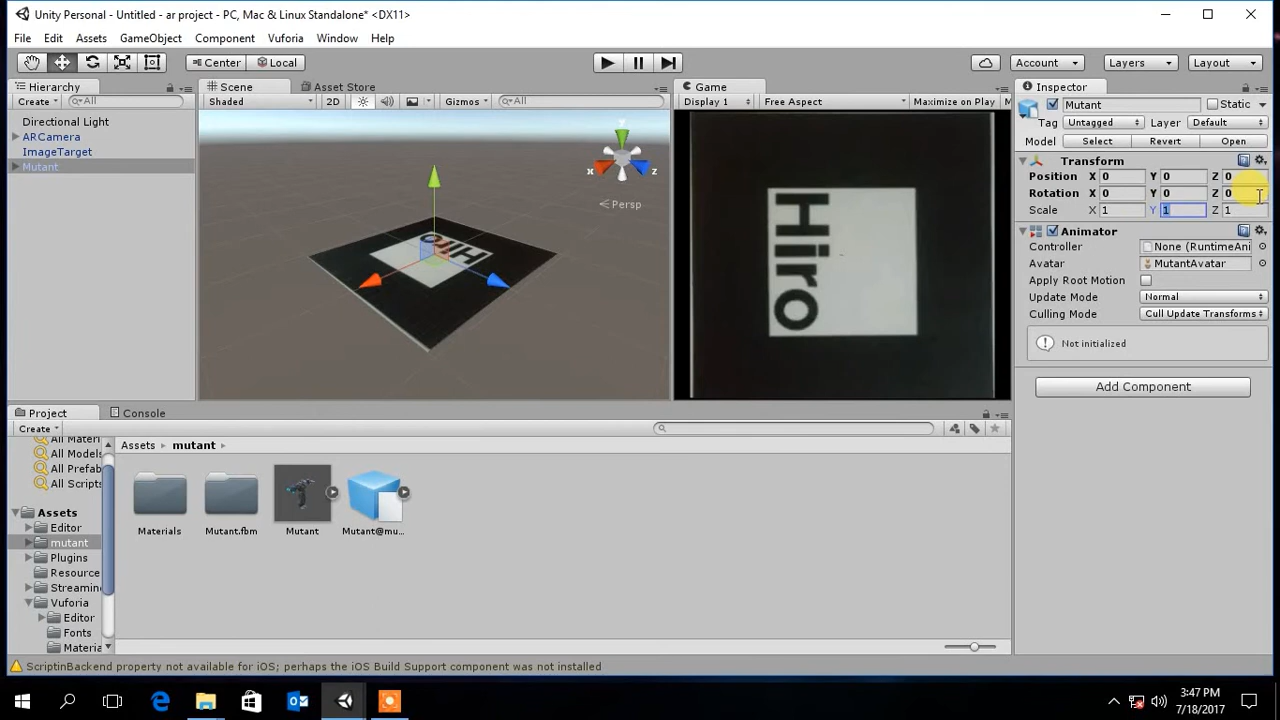 Unity Personal - Untitled - ar project - PC, Mac & Linux Standalone* <DX11>
File Edit Assets GameObject Component Vuforia Window Help
Center Local Account Layers Layout
Hierarchy
Create All
Directional Light
ARCamera
ImageTarget
Mutant
Scene Asset Store
Shaded 2D Gizmos All
y
x z
Persp
Hiro
Game
Display 1 Free Aspect Maximize on Play M
Hiro
Inspector
Mutant Static
Tag Untagged Layer Default
Model Select Revert Open
Transform
Position X 0 Y 0 Z 0
Rotation X 0 Y 0 Z 0
Scale X 1 Y 1 Z 1
Animator
Controller None (RuntimeAni
Avatar MutantAvatar
Apply Root Motion
Update Mode Normal
Culling Mode Cull Update Transforms
Not initialized
Add Component
Project Console
Create
All Materi
All Models
All Prefab
All Scripts
Assets
Editor
mutant
Plugins
Resource
Streamin
Vuforia
Editor
Fonts
Materia
Assets mutant
Materials Mutant.fbm Mutant Mutant@mu...
ScriptinBackend property not available for iOS; perhaps the iOS Build Support component was not installed
3:47 PM
7/18/2017